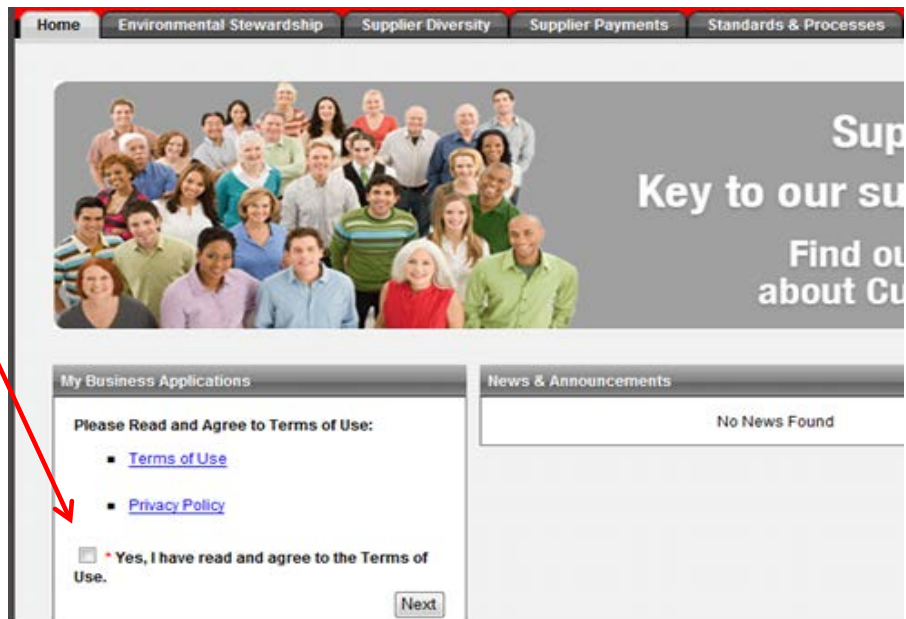 Home Environmental Stewardship Supplier Diversity Supplier Payments Standards & Processes
Sup
Key to our su
Find ou
about Cu
My Business Applications
News & Announcements
Please Read and Agree to Terms of Use:
No News Found
Terms of Use
Privacy Policy
* Yes, I have read and agree to the Terms of
Use.
Next